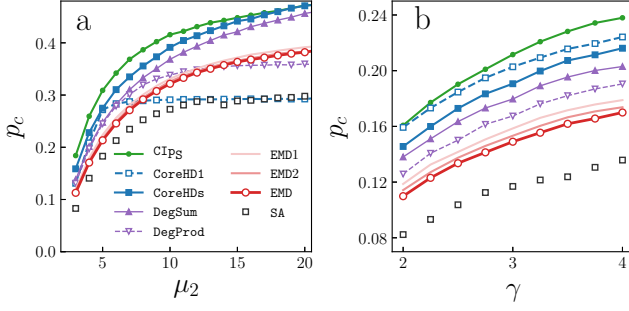 a
b
0.4
0.3
0.2
0.1
0.0
p_c
5
10
15
20
μ_2
CIPS
CoreHD1
CoreHDs
DegSum
DegProd
EMD1
EMD2
EMD
SA
0.24
0.20
0.16
0.12
0.08
p_c
2
3
4
γ